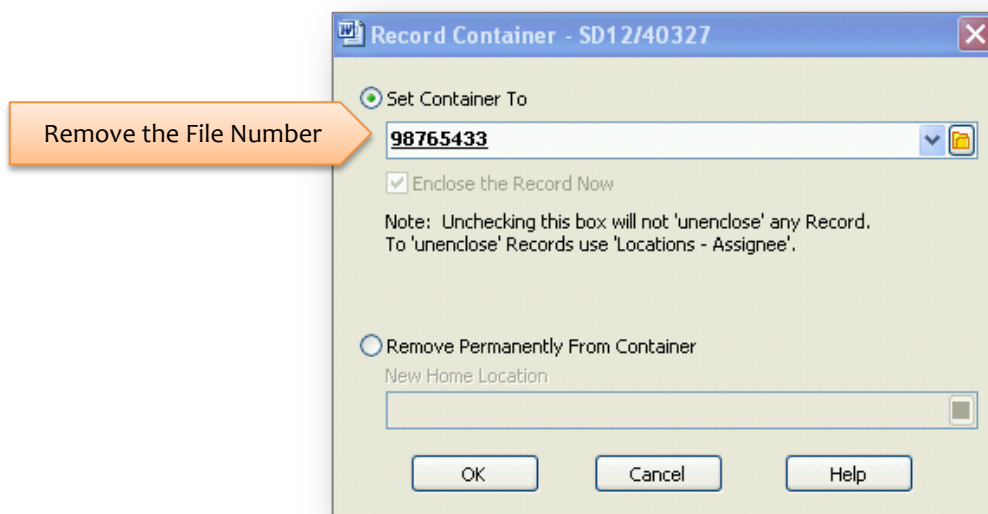 Record Container - SD12/40327
Set Container To
Remove the File Number
98765433
Enclose the Record Now
Note: Unchecking this box will not 'unenclose' any Record.
To 'unenclose' Records use 'Locations - Assignee'.
Remove Permanently From Container
New Home Location
OK Cancel Help